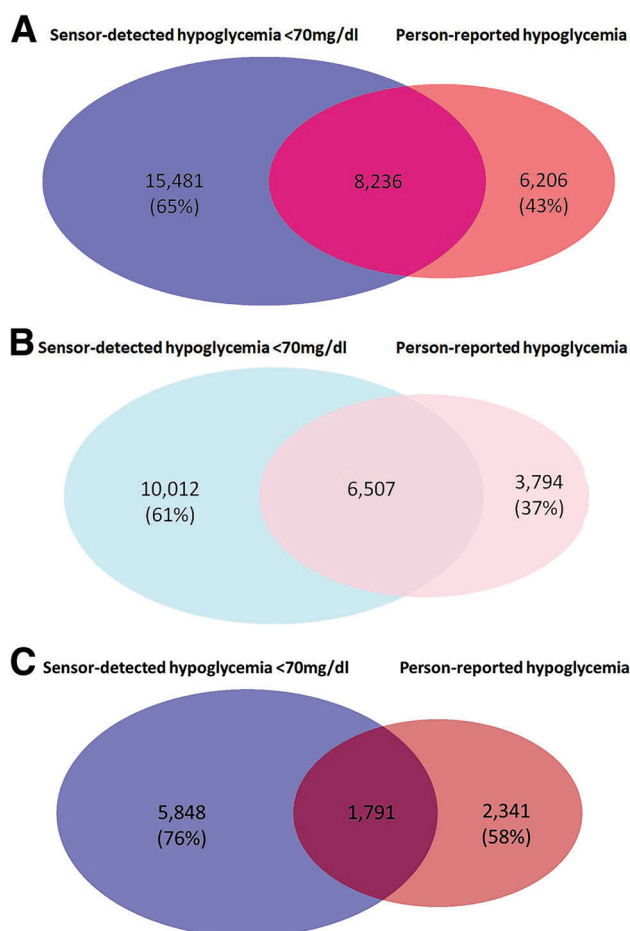 A
Sensor-detected hypoglycemia <70mg/dl Person-reported hypoglycemia
15,481 8,236 6,206
(65%) (43%)
B
Sensor-detected hypoglycemia <70mg/dl Person-reported hypoglycemia
10,012 6,507 3,794
(61%) (37%)
C
Sensor-detected hypoglycemia <70mg/dl Person-reported hypoglycemia
5,848 1,791 2,341
(76%) (58%)